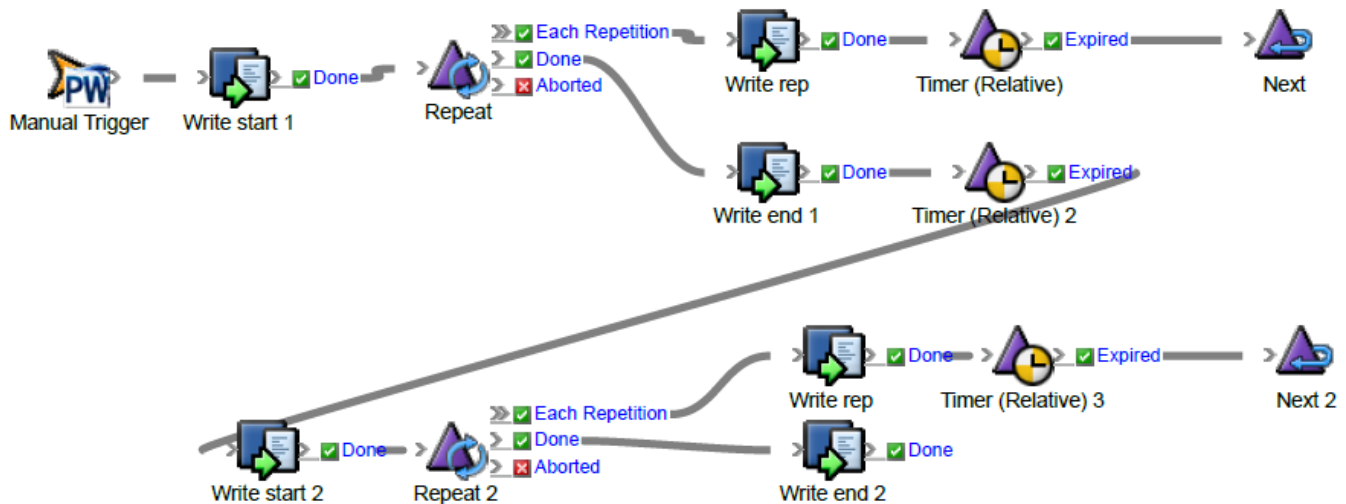 Each Repetition
Done
Done
Expired
Done
Aborted
PW
Manual Trigger
Write start 1
Repeat
Write rep
Timer (Relative)
Next
Done
Expired
Write end 1
Timer (Relative) 2
Done
Expired
Write rep
Timer (Relative) 3
Next 2
Each Repetition
Done
Done
Done
Aborted
Write start 2
Repeat 2
Write end 2